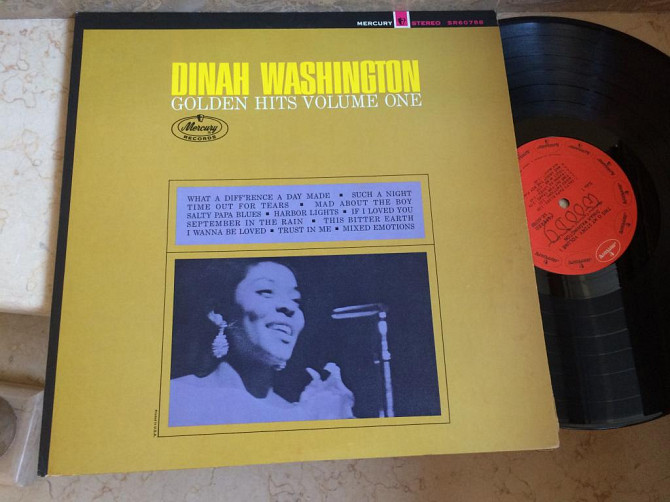 MERCURY STEREO SR60788
DINAH WASHINGTON
GOLDEN HITS VOLUME ONE
Mercury
RECORDS
WHAT A DIFF'RENCE A DAY MADE • SUCH A NIGHT
TIME OUT FOR TEARS • MAD ABOUT THE BOY
SALTY PAPA BLUES • HARBOR LIGHTS • IF I LOVED YOU
SEPTEMBER IN THE RAIN • THIS BITTER EARTH
I WANNA BE LOVED • TRUST IN ME • MIXED EMOTIONS